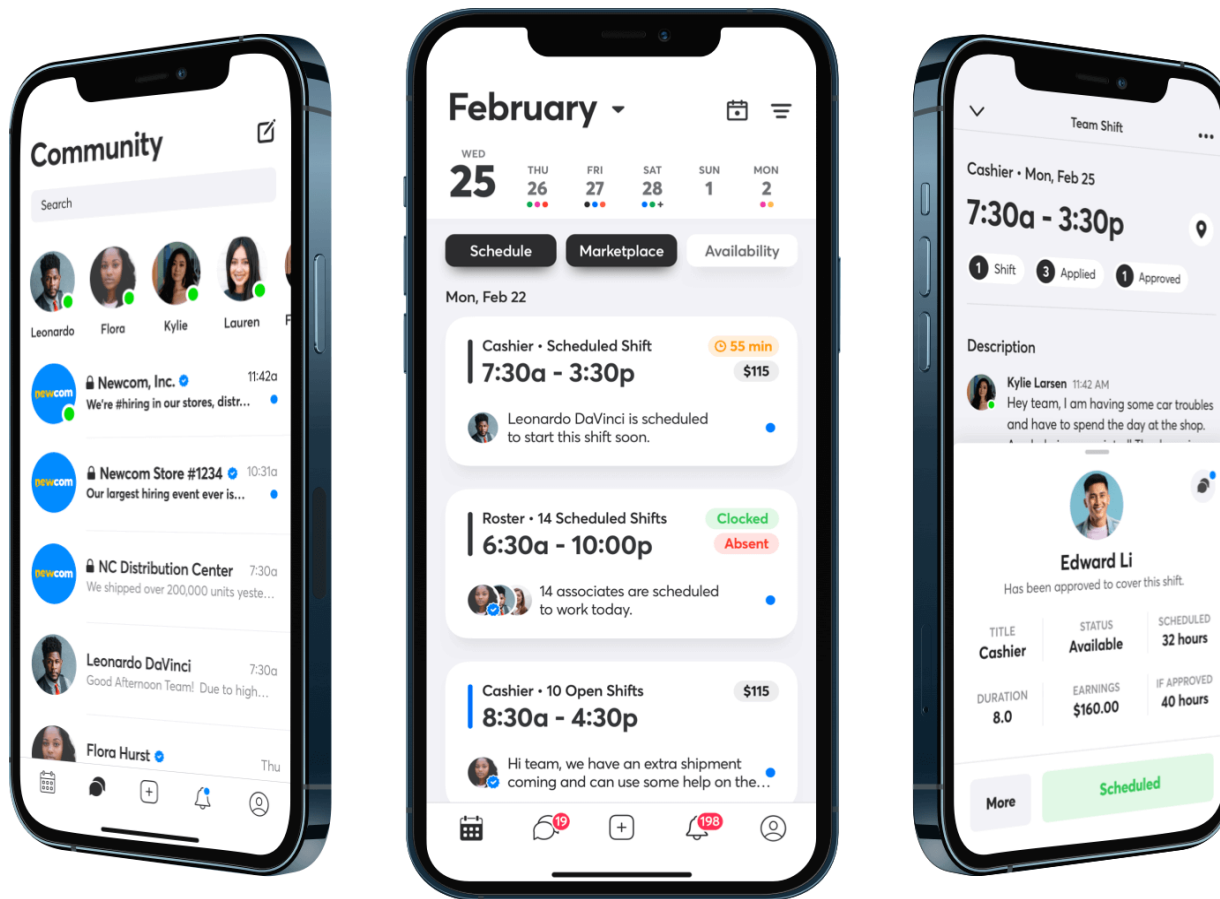 Community
Search
Leonardo
Flora
Kylie
Lauren
F
newcom
Newcom, Inc.
11:42a
We're #hiring in our stores, distr...
newcom
Newcom Store #1234
10:31a
Our largest hiring event ever is...
newcom
NC Distribution Center
7:30a
We shipped over 200,000 units yeste...
Leonardo DaVinci
7:30a
Good Afternoon Team! Due to high...
Flora Hurst
Thu
February
WED THU FRI SAT SUN MON
25 26 27 28 1 2
+
Schedule Marketplace Availability
Mon, Feb 22
Cashier • Scheduled Shift
55 min
7:30a - 3:30p
$115
Leonardo DaVinci is scheduled
to start this shift soon.
Roster • 14 Scheduled Shifts
Clocked
6:30a - 10:00p
Absent
14 associates are scheduled
to work today.
Cashier • 10 Open Shifts
$115
8:30a - 4:30p
Hi team, we have an extra shipment
coming and can use some help on the...
19
198
Team Shift
Cashier • Mon, Feb 25
7:30a - 3:30p
1 Shift
3 Applied
1 Approved
Description
Kylie Larsen 11:42 AM
Hey team, I am having some car troubles
and have to spend the day at the shop.
Edward Li
Has been approved to cover this shift.
TITLE STATUS SCHEDULED
Cashier Available 32 hours
DURATION EARNINGS IF APPROVED
8.0 $160.00 40 hours
More
Scheduled